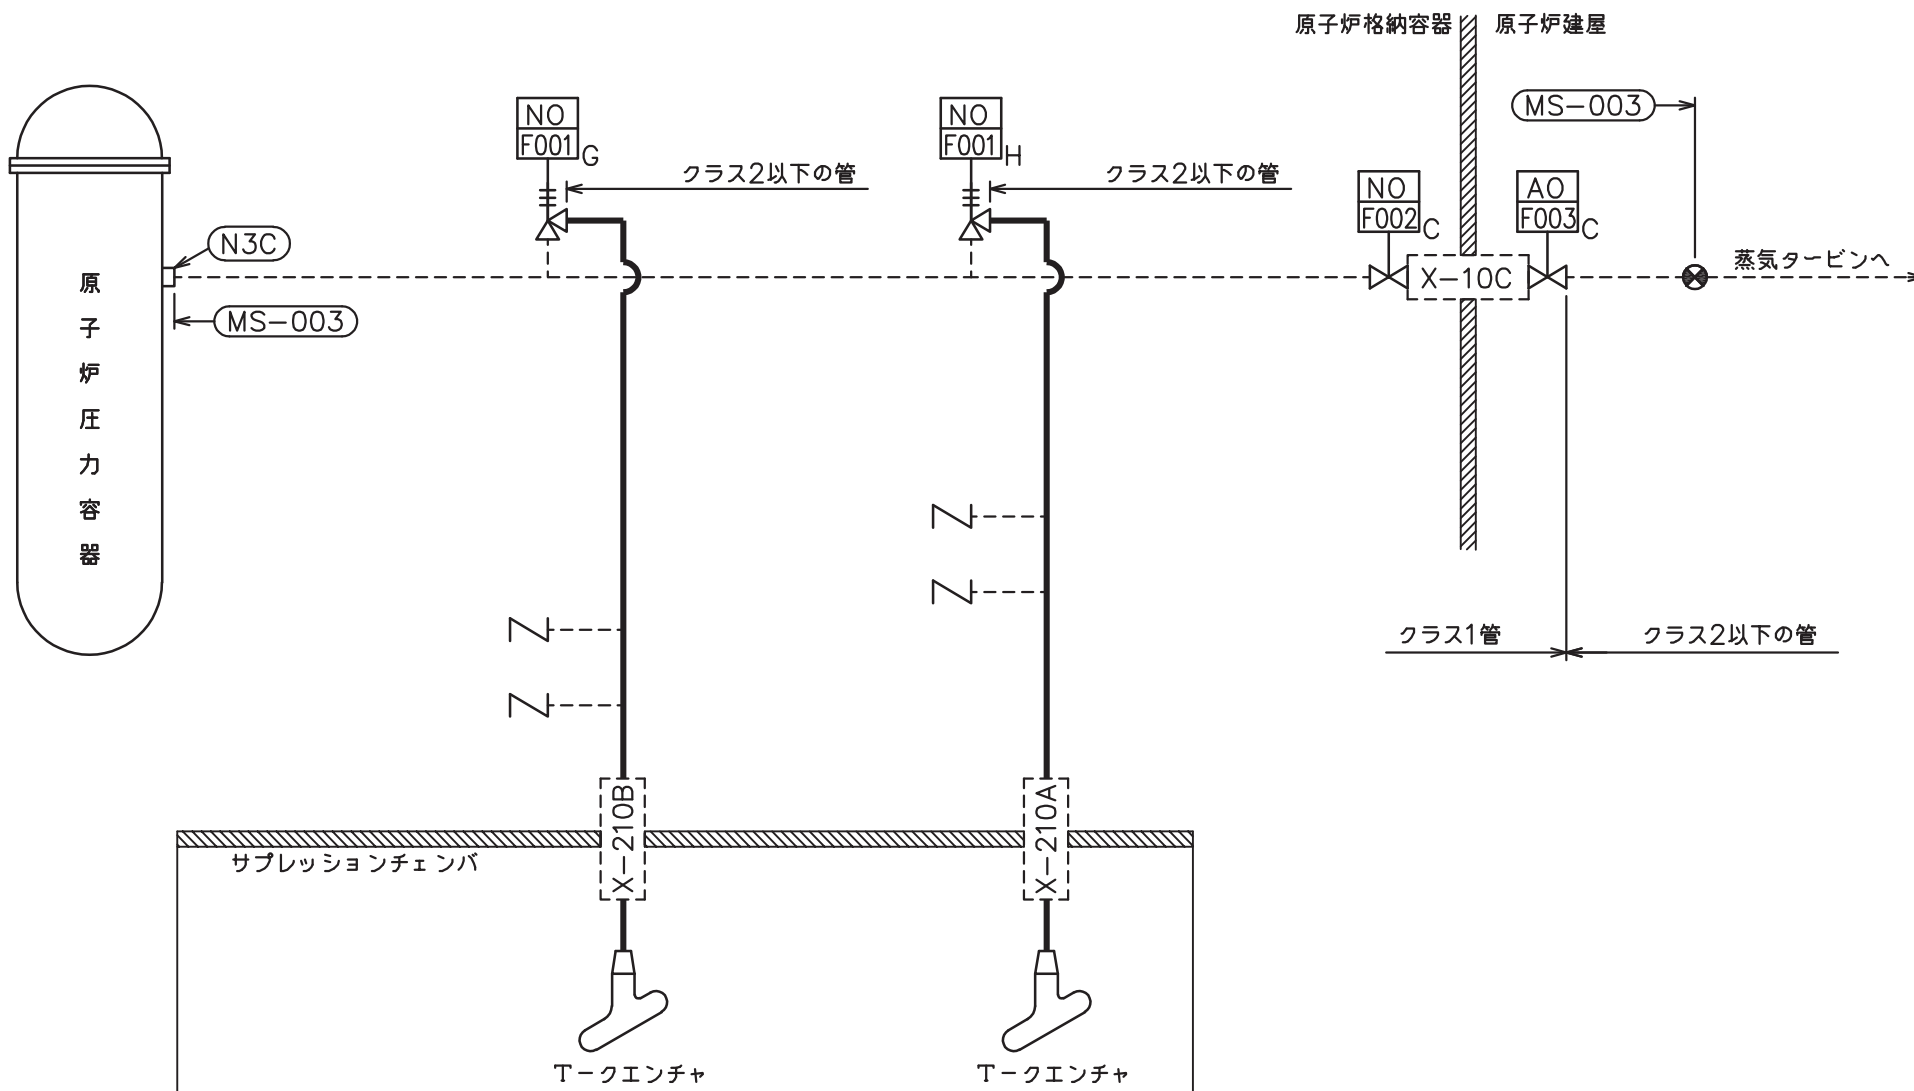 原子炉格納容器
原子炉建屋
NO
F001
G
クラス2以下の管
NO
F001
H
クラス2以下の管
MS-003
NO
F002
C
AO
F003
C
N3C
MS-003
X-10C
蒸気タービンへ
原子炉圧力容器
クラス1管
クラス2以下の管
X-210B
X-210A
サプレッションチェンバ
T-クエンチャ
T-クエンチャ